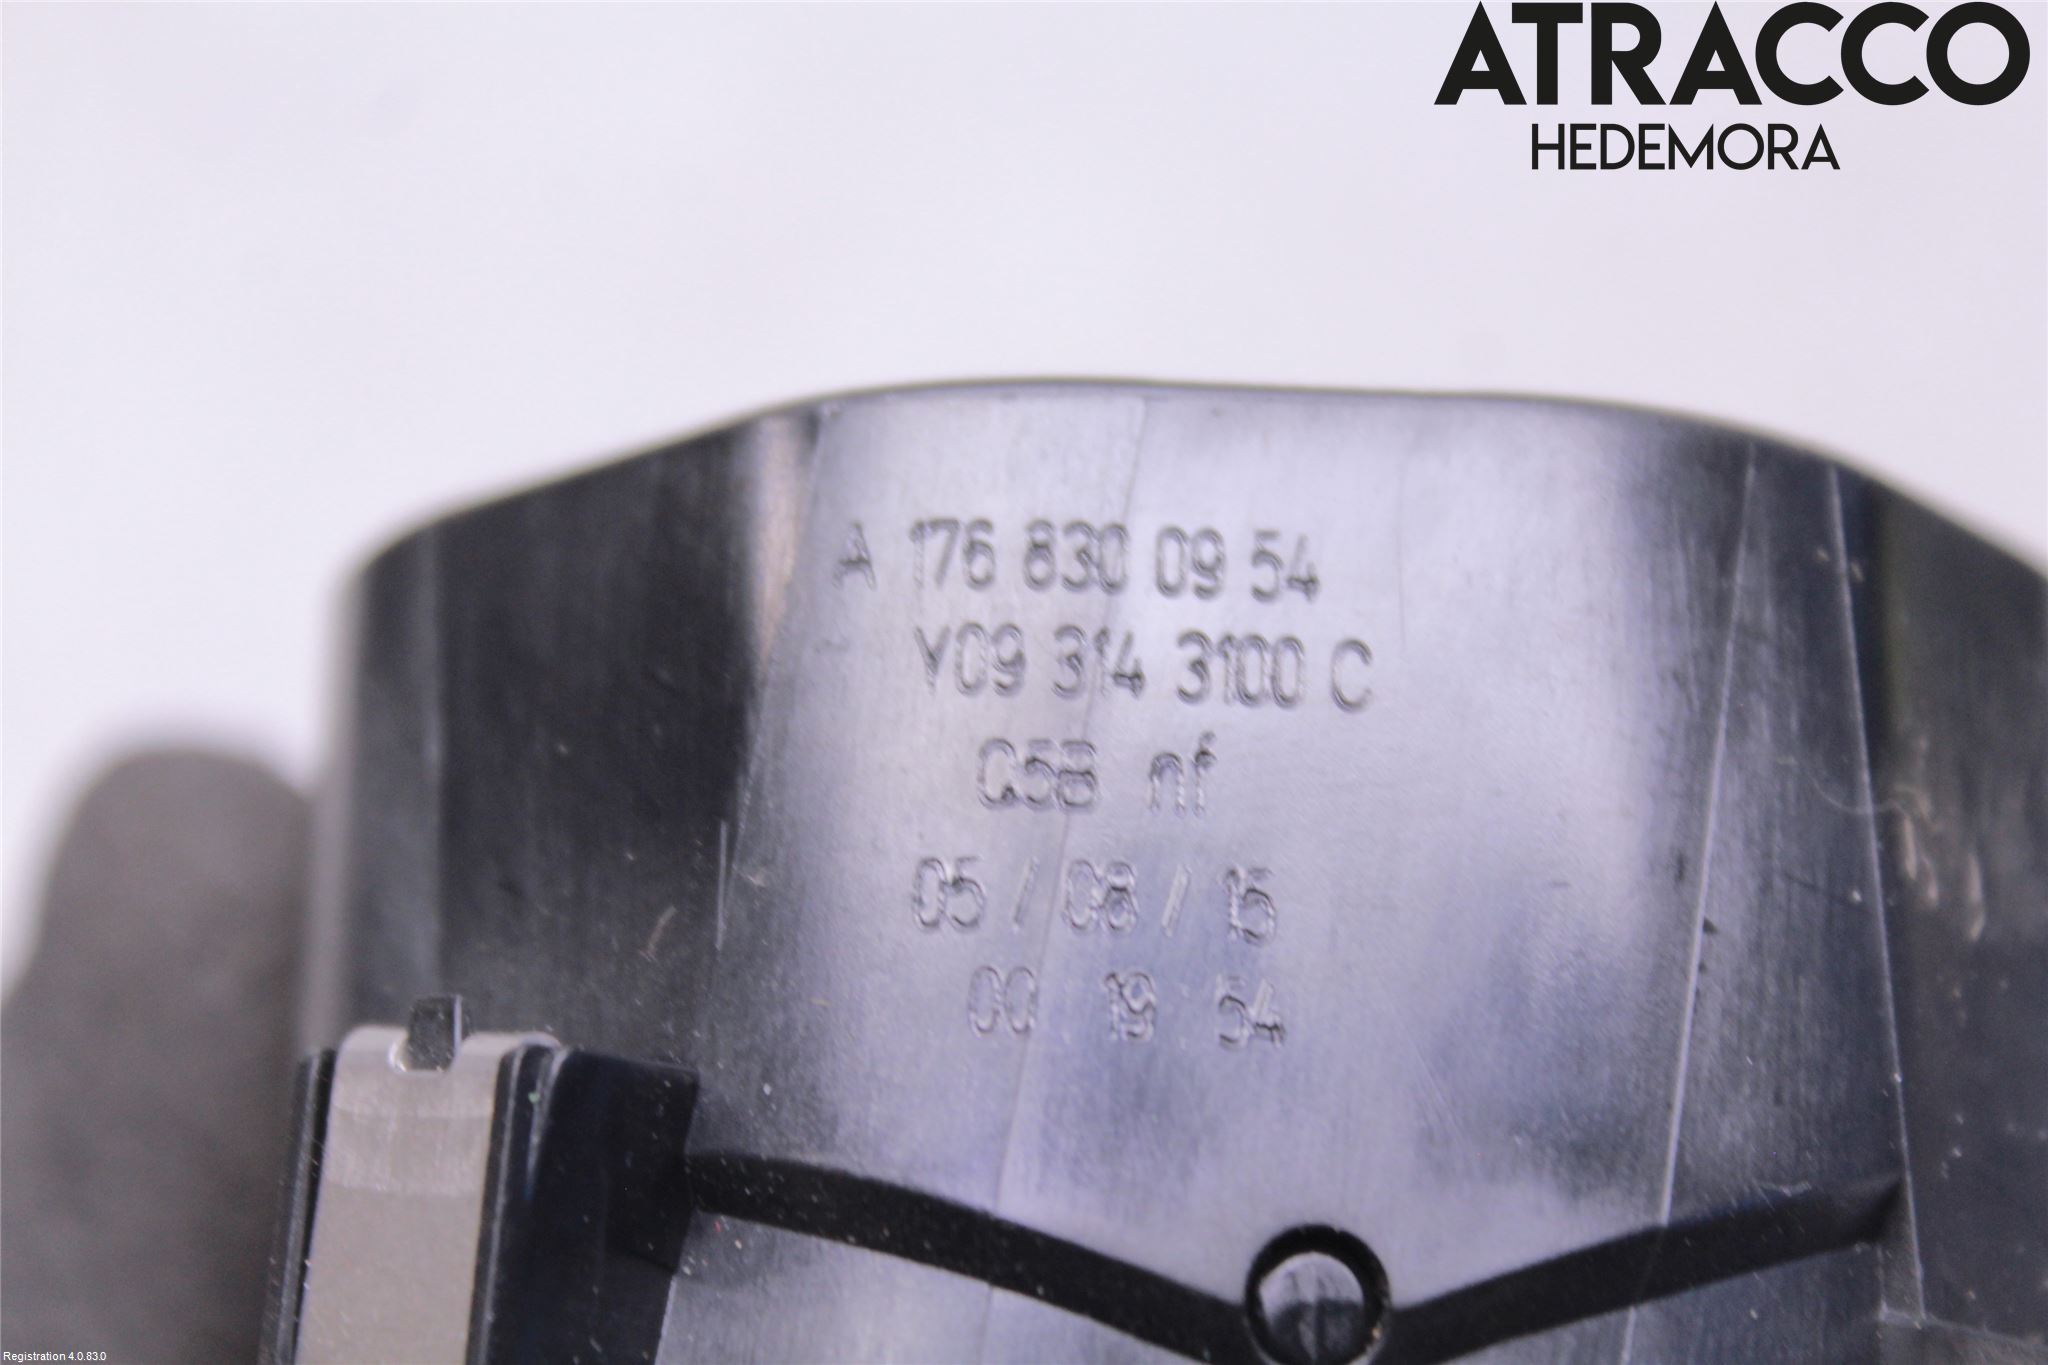 ATRACCO
HEDEMORA
A 176 830 09 54
Y09 314 3100 C
C5B nf
05 / 08 / 15
00 : 19 : 54
Registration 4.0.83.0